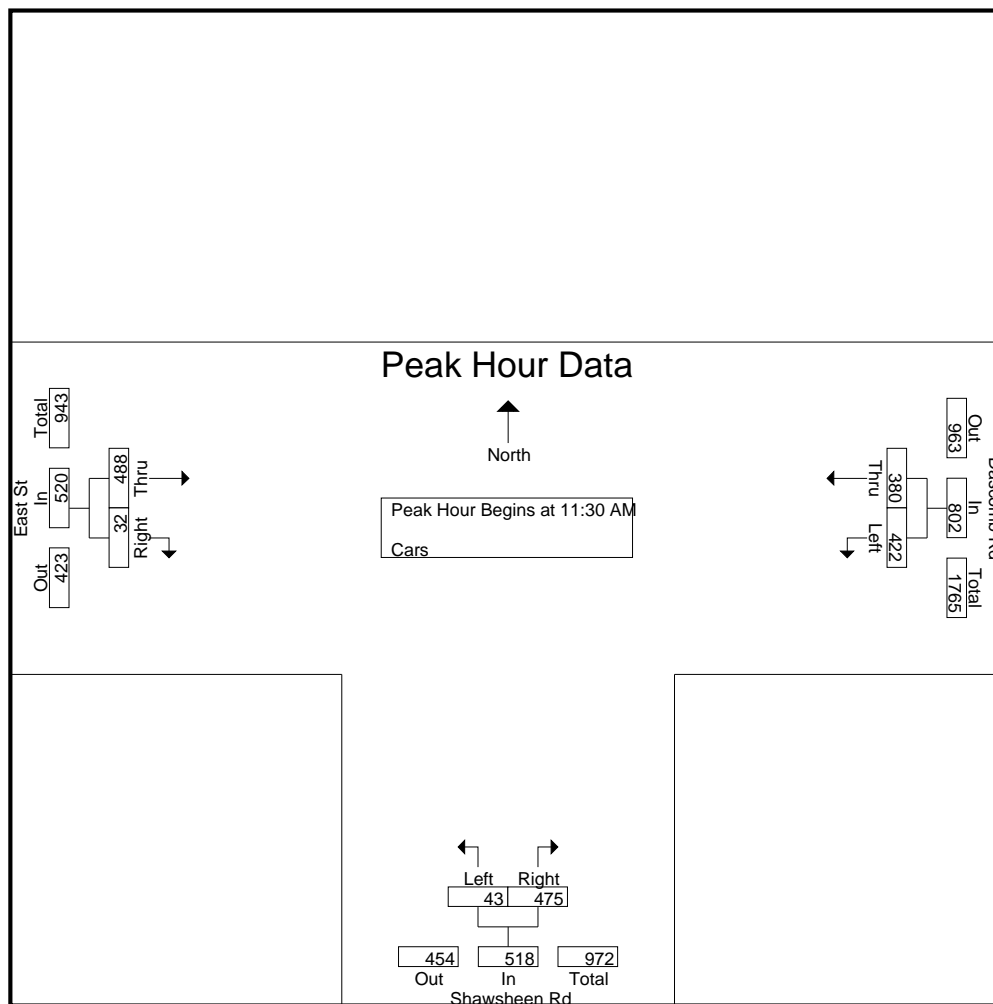 Peak Hour Data
North
Peak Hour Begins at 11:30 AM
Cars
East St
Total
943
In
520
Out
423
488
Thru
32
Right
Rd
Out
963
In
802
Total
1765
380
Thru
422
Left
Left Right
43 475
454 518 972
Out In Total
Shawsheen Rd